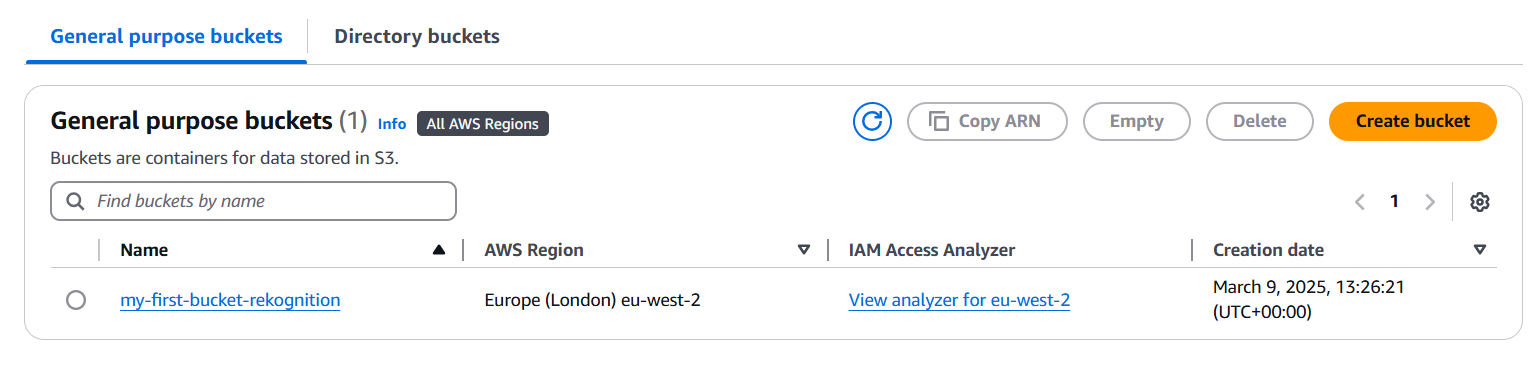 General purpose buckets Directory buckets
General purpose buckets (1) Info All AWS Regions Copy ARN Empty Delete Create bucket
Buckets are containers for data stored in S3.
Find buckets by name 1
Name AWS Region IAM Access Analyzer Creation date
my-first-bucket-rekognition Europe (London) eu-west-2 View analyzer for eu-west-2 March 9, 2025, 13:26:21
(UTC+00:00)